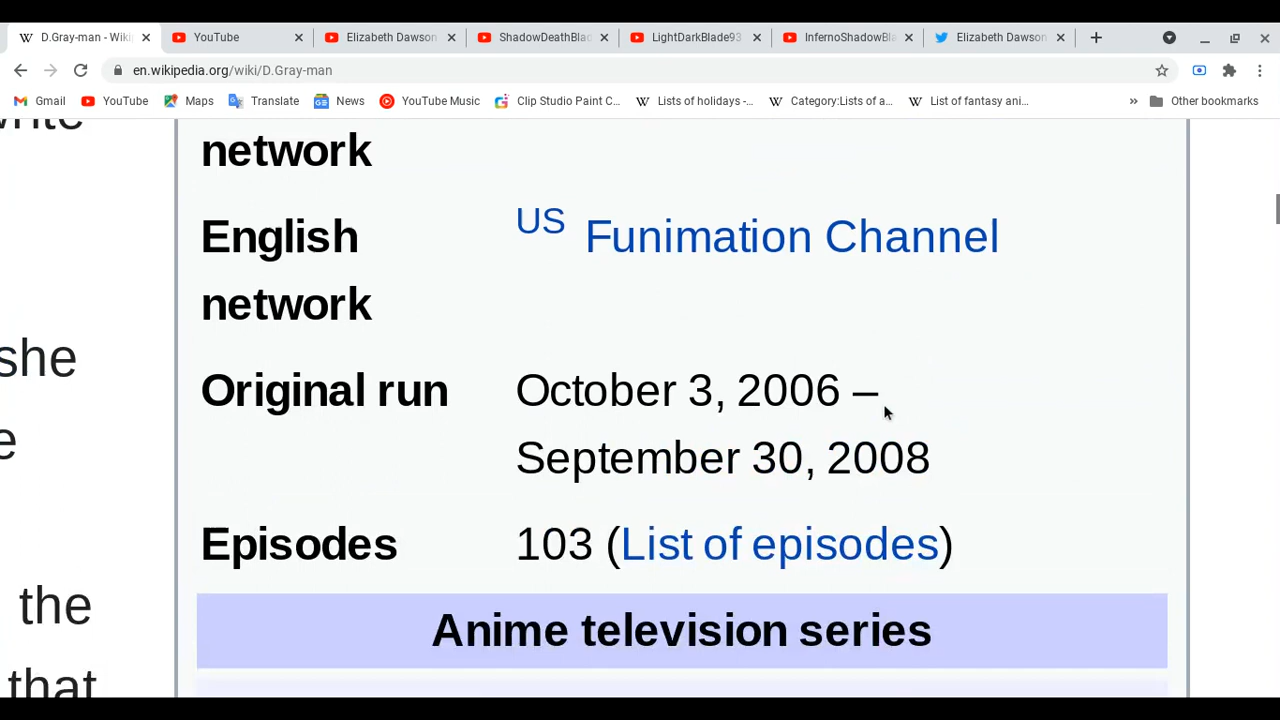 D.Gray-man - Wiki
YouTube
Elizabeth Dawson
ShadowDeathBla
LightDarkBlade93
InfernoShadowBla
Elizabeth Dawson
en.wikipedia.org/wiki/D.Gray-man
Gmail
YouTube
Maps
Translate
News
YouTube Music
Clip Studio Paint C...
Lists of holidays -...
Category:Lists of a...
List of fantasy ani...
»
Other bookmarks
network
English US Funimation Channel
network
she
Original run October 3, 2006 –
September 30, 2008
e
Episodes 103 (List of episodes)
the
Anime television series
that